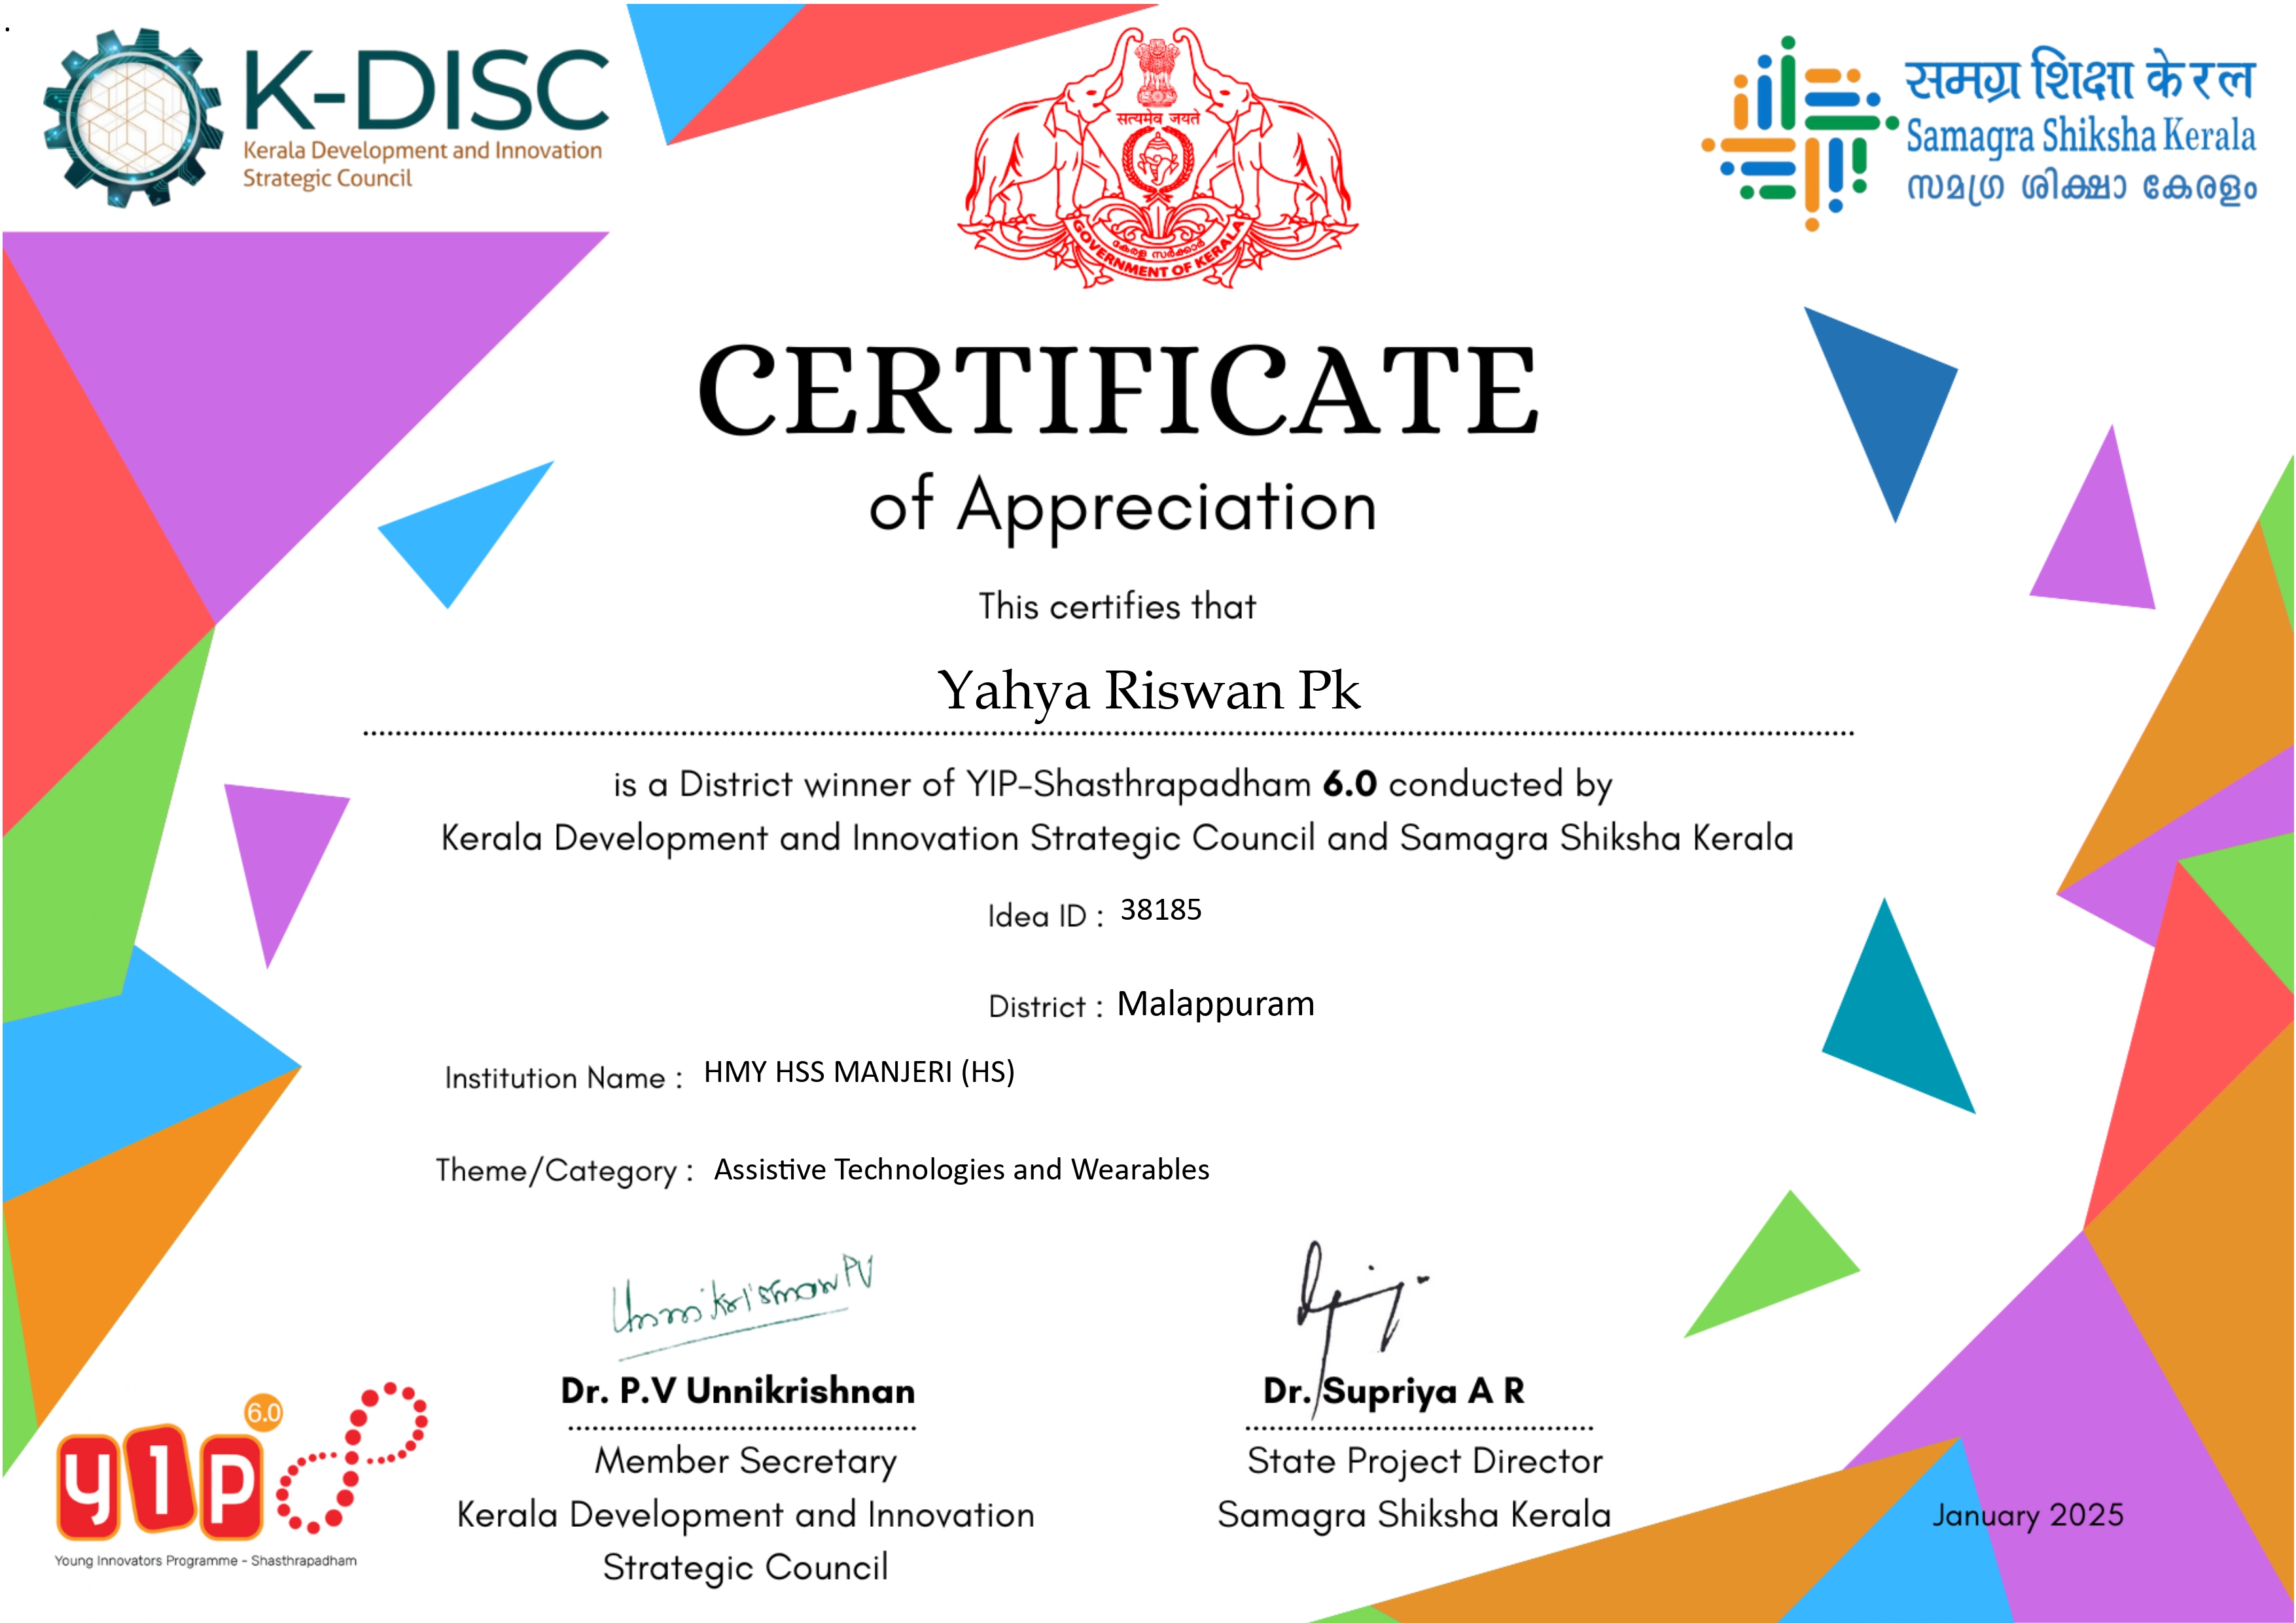 K-DISC
Kerala Development and Innovation
Strategic Council
सत्यमेव जयते
കേരള സർക്കാർ
GOVERNMENT OF KERALA
समग्र शिक्षा केरल
Samagra Shiksha Kerala
സമഗ്ര ശിക്ഷാ കേരളം
CERTIFICATE
of Appreciation
This certifies that
Yahya Riswan Pk
is a District winner of YIP-Shasthrapadham 6.0 conducted by
Kerala Development and Innovation Strategic Council and Samagra Shiksha Kerala
Idea ID : 38185
District : Malappuram
Institution Name : HMY HSS MANJERI (HS)
Theme/Category : Assistive Technologies and Wearables
Unnikrishnan PV
Dr. P.V Unnikrishnan
Member Secretary
Kerala Development and Innovation
Strategic Council
Dr. Supriya A R
State Project Director
Samagra Shiksha Kerala
January 2025
yip 6.0
Young Innovators Programme - Shasthrapadham